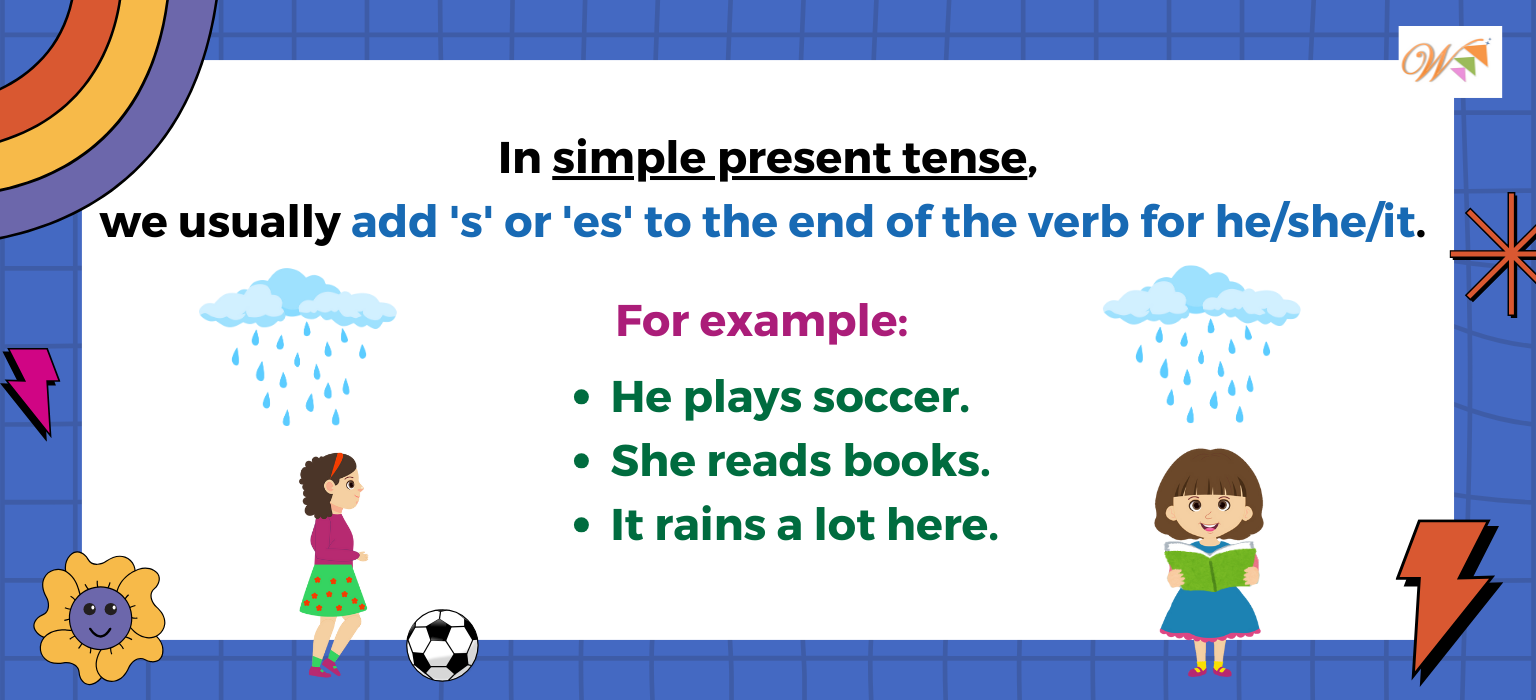 In simple present tense,
we usually add 's' or 'es' to the end of the verb for he/she/it.
For example:
• He plays soccer.
• She reads books.
• It rains a lot here.
W